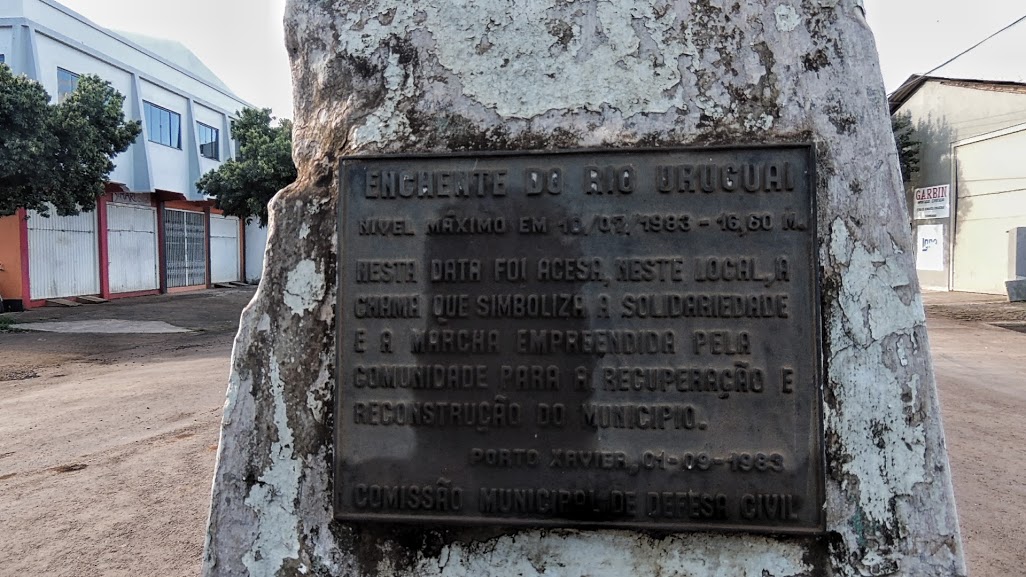 ENCHENTE DO RIO URUGUAI
NIVEL MÁXIMO EM 10/07/1983 - 16,60 M.
NESTA DATA FOI ACESA, NESTE LOCAL, A
CHAMA QUE SIMBOLIZA A SOLIDARIEDADE
E A MARCHA EMPREENDIDA PELA
COMUNIDADE PARA A RECUPERAÇÃO E
RECONSTRUÇÃO DO MUNICIPIO.
PORTO XAVIER, 01-09-1983
COMISSÃO MUNICIPAL DE DEFESA CIVIL
GARBIN